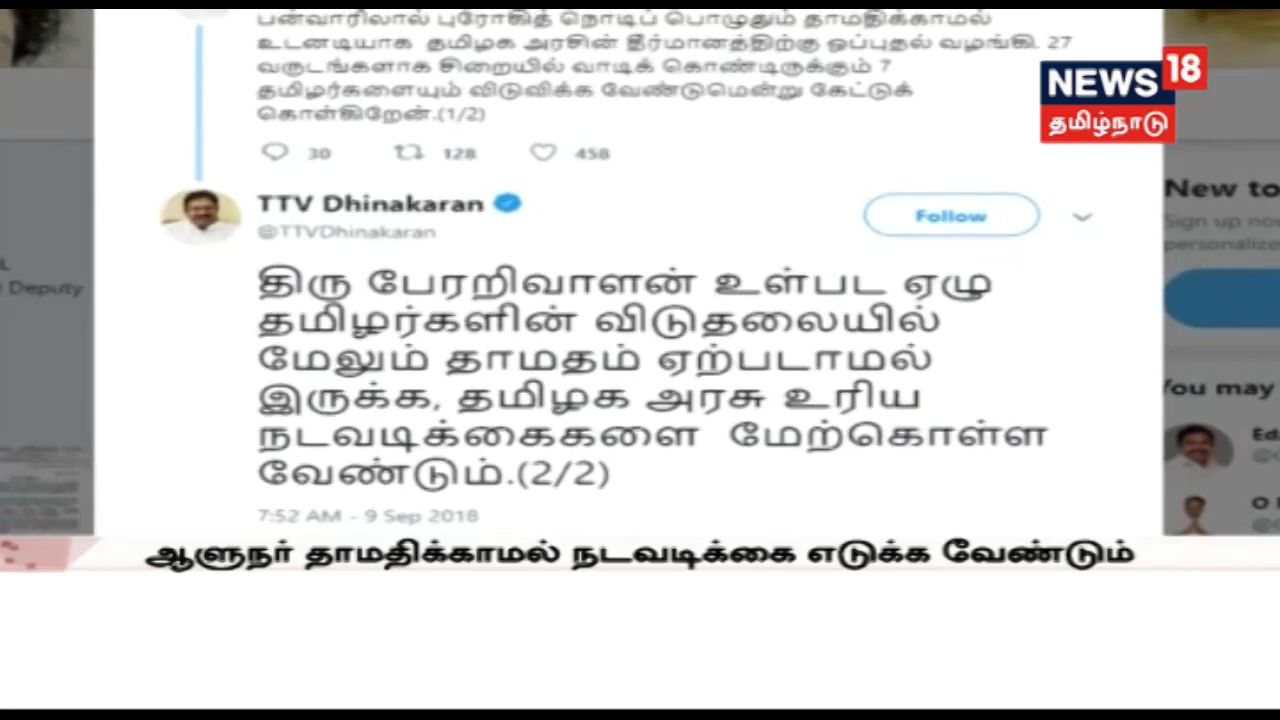 பன்வாரிலால் புரோகித் நொடிப் பொழுதும் தாமதிக்காமல்
உடனடியாக தமிழக அரசின் தீர்மானத்திற்கு ஒப்புதல் வழங்கி, 27
வருடங்களாக சிறையில் வாடிக் கொண்டிருக்கும் 7
தமிழர்களையும் விடுவிக்க வேண்டுமென்று கேட்டுக்
கொள்கிறேன்.(1/2)
30 128 458
NEWS 18
தமிழ்நாடு
TTV Dhinakaran
@TTVDhinakaran
Follow
திரு பேரறிவாளன் உள்பட ஏழு
தமிழர்களின் விடுதலையில்
மேலும் தாமதம் ஏற்படாமல்
இருக்க, தமிழக அரசு உரிய
நடவடிக்கைகளை மேற்கொள்ள
வேண்டும்.(2/2)
7:52 AM - 9 Sep 2018
Deputy
New to
Sign up now
personalize
You may
ஆளுநர் தாமதிக்காமல் நடவடிக்கை எடுக்க வேண்டும்